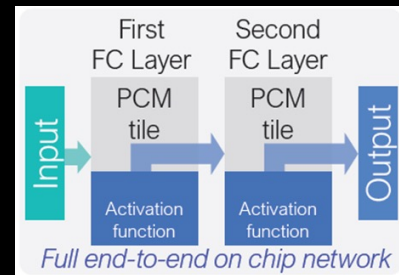 First
FC Layer
Second
FC Layer
Input
PCM
tile
Activation
function
PCM
tile
Activation
function
Output
Full end-to-end on chip network